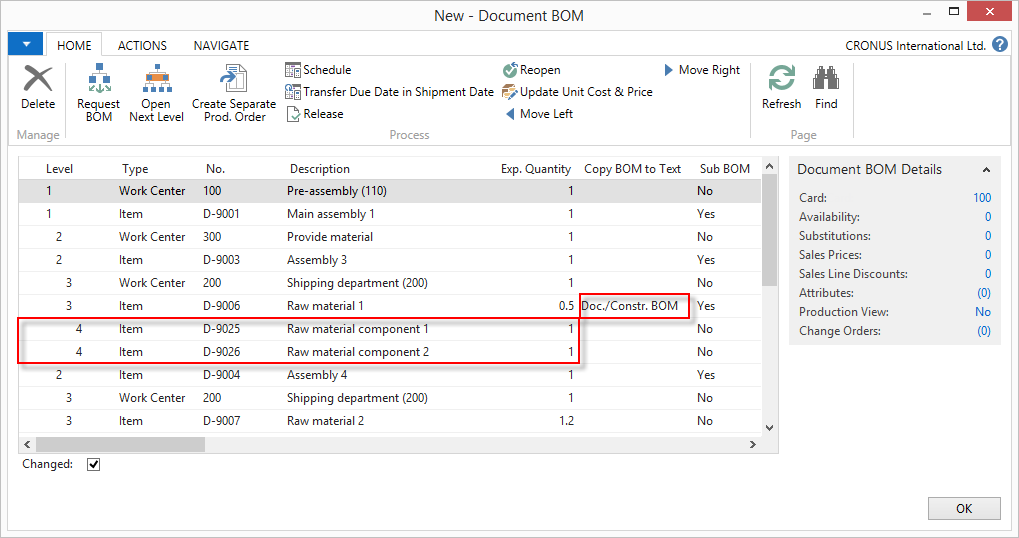 New - Document BOM
HOME ACTIONS NAVIGATE CRONUS International Ltd. ?
Delete
Manage
Request BOM
Open Next Level
Create Separate Prod. Order
Schedule
Transfer Due Date in Shipment Date
Release
Reopen
Update Unit Cost & Price
Move Left
Move Right
Process
Refresh
Find
Page
Level Type No. Description Exp. Quantity Copy BOM to Text Sub BOM
1 Work Center 100 Pre-assembly (110) 1 No
1 Item D-9001 Main assembly 1 1 Yes
2 Work Center 300 Provide material 1 No
2 Item D-9003 Assembly 3 1 Yes
3 Work Center 200 Shipping department (200) 1 No
3 Item D-9006 Raw material 1 0.5 Doc./Constr. BOM Yes
4 Item D-9025 Raw material component 1 1 No
4 Item D-9026 Raw material component 2 1 No
2 Item D-9004 Assembly 4 1 Yes
3 Work Center 200 Shipping department (200) 1 No
3 Item D-9007 Raw material 2 1.2 No
Changed:
Document BOM Details
Card: 100
Availability: 0
Substitutions: 0
Sales Prices: 0
Sales Line Discounts: 0
Attributes: (0)
Production View: No
Change Orders: (0)
OK